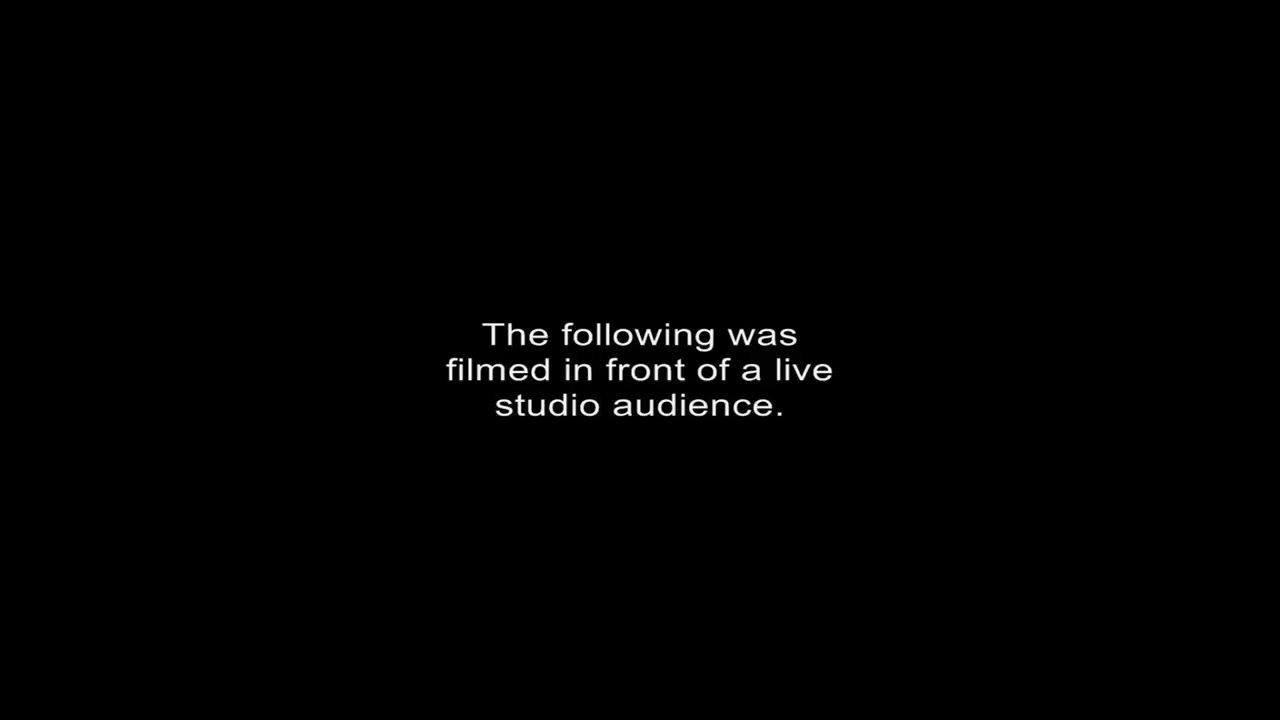 The following was
filmed in front of a live
studio audience.